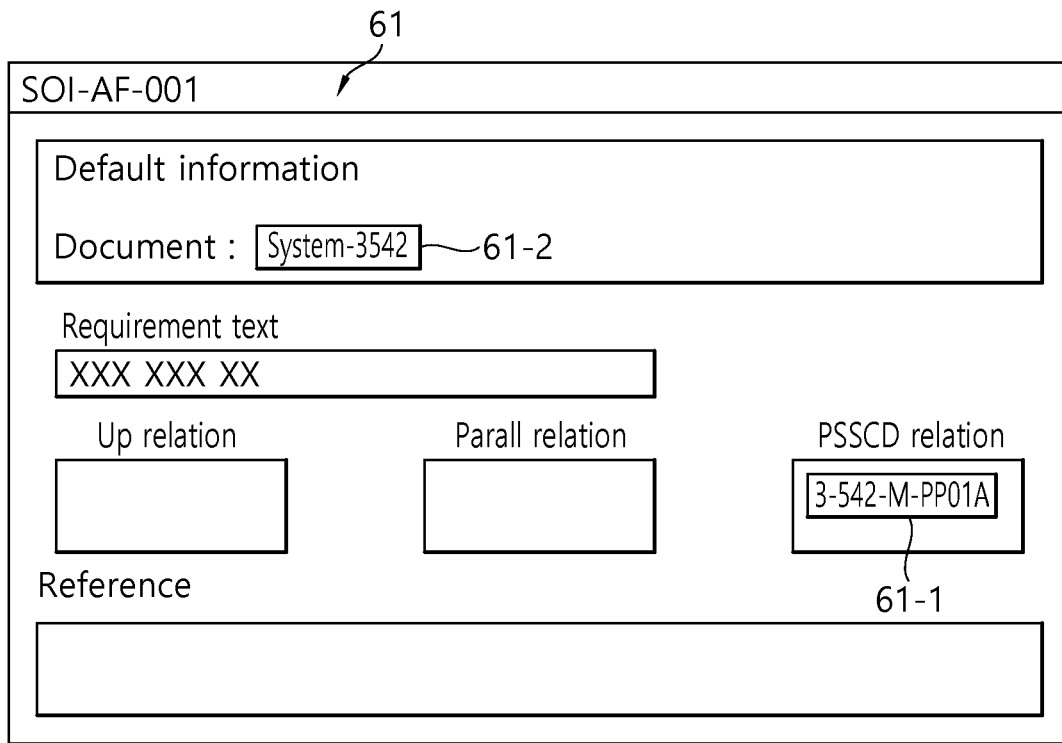 61
SOI-AF-001
Default information
Document : System-3542 61-2
Requirement text
XXX XXX XX
Up relation Parall relation PSSCD relation
3-542-M-PP01A
61-1
Reference